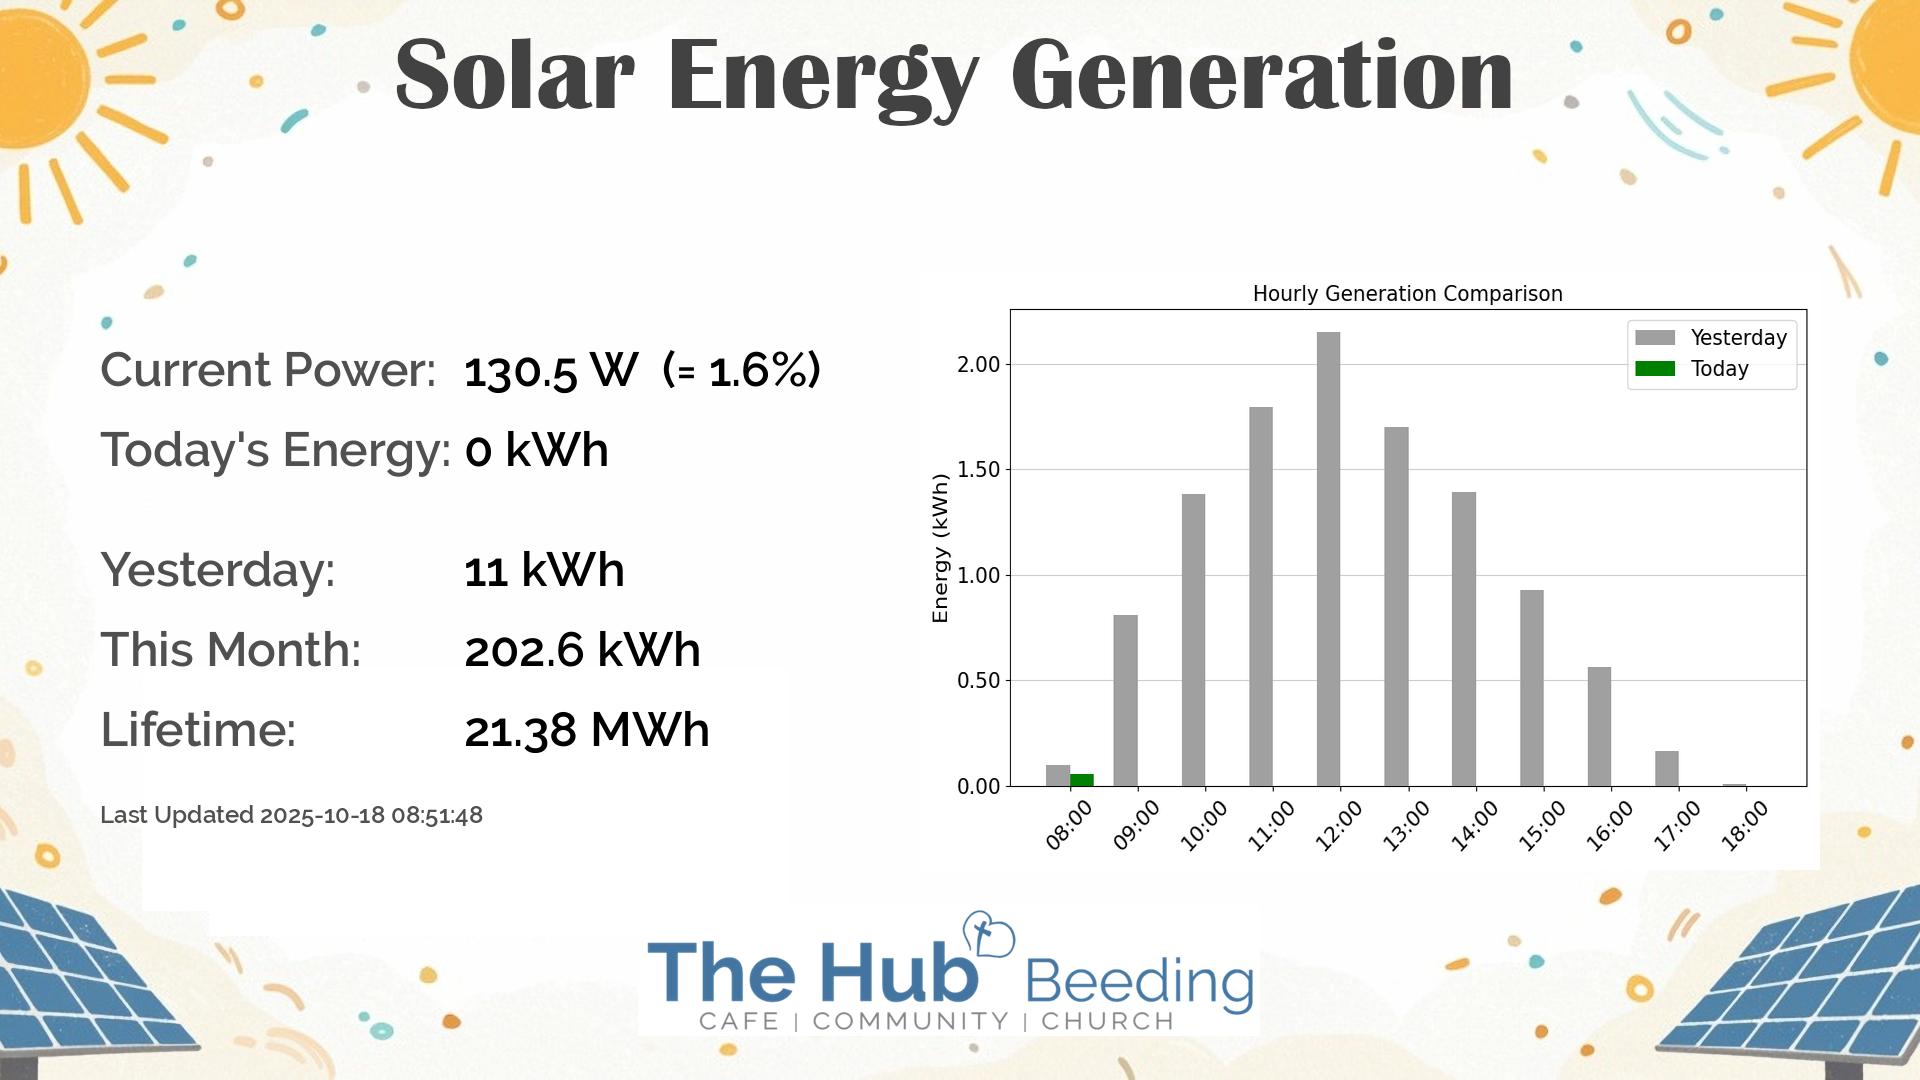 Solar Energy Generation
Current Power: 130.5 W (= 1.6%)
Today's Energy: 0 kWh
Yesterday: 11 kWh
This Month: 202.6 kWh
Lifetime: 21.38 MWh
Last Updated 2025-10-18 08:51:48
Hourly Generation Comparison
Yesterday
Today
Energy (kWh)
2.00
1.50
1.00
0.50
0.00
08:00 09:00 10:00 11:00 12:00 13:00 14:00 15:00 16:00 17:00 18:00
The Hub Beeding
CAFE | COMMUNITY | CHURCH